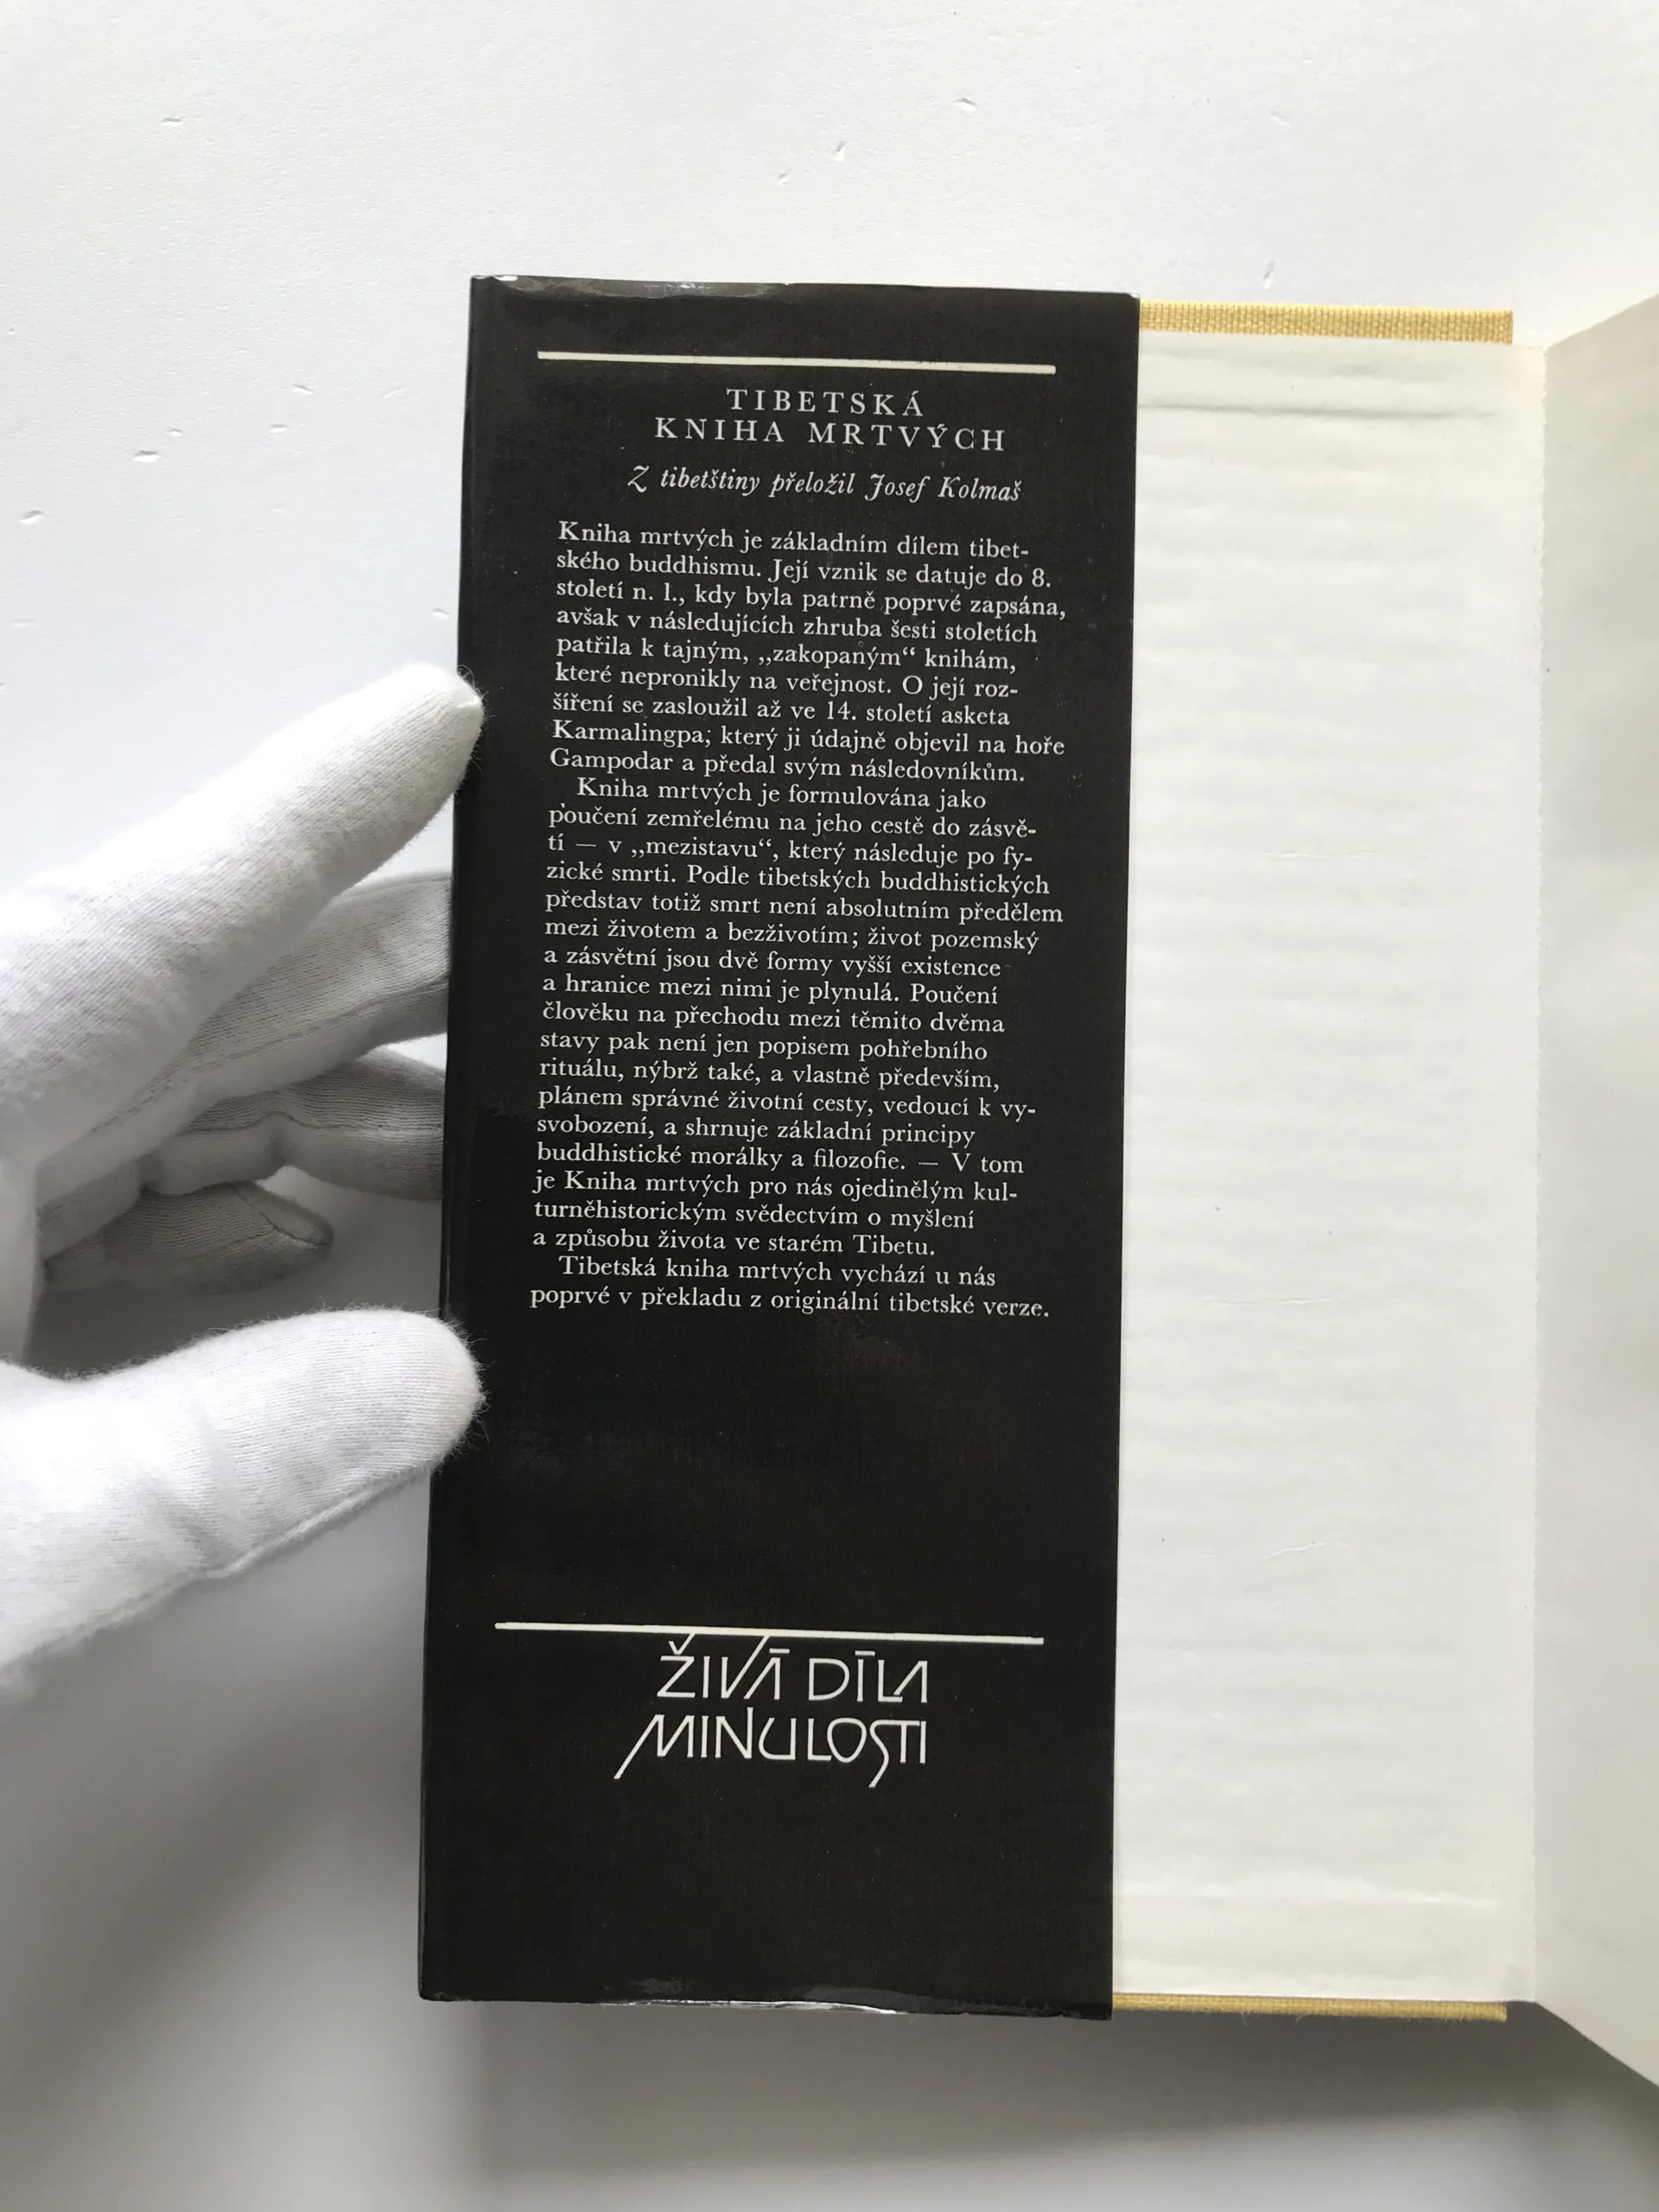 TIBETSKÁ
KNIHA MRTVÝCH
Z tibetštiny přeložil Josef Kolmaš
Kniha mrtvých je základním dílem tibet-
ského buddhismu. Její vznik se datuje do 8.
století n. l., kdy byla patrně poprvé zapsána,
avšak v následujících zhruba šesti stoletích
patřila k tajným, „zakopaným“ knihám,
které nepronikly na veřejnost. O její roz-
šíření se zasloužil až ve 14. století asketa
Karmalingpa, který ji údajně objevil na hoře
Gampodar a předal svým následovníkům.
Kniha mrtvých je formulována jako
poučení zemřelému na jeho cestě do zásvě-
tí — v „mezistavu“, který následuje po fy-
zické smrti. Podle tibetských buddhistických
představ totiž smrt není absolutním předělem
mezi životem a bezživotím; život pozemský
a zásvětní jsou dvě formy vyšší existence
a hranice mezi nimi je plynulá. Poučení
člověku na přechodu mezi těmito dvěma
stavy pak není jen popisem pohřebního
rituálu, nýbrž také, a vlastně především,
plánem správné životní cesty, vedoucí k vy-
svobození, a shrnuje základní principy
buddhistické morálky a filozofie. — V tom
je Kniha mrtvých pro nás ojedinělým kul-
turněhistorickým svědectvím o myšlení
a způsobu života ve starém Tibetu.
Tibetská kniha mrtvých vychází u nás
poprvé v překladu z originální tibetské verze.
ŽIVÁ DÍLA
MINULOSTI